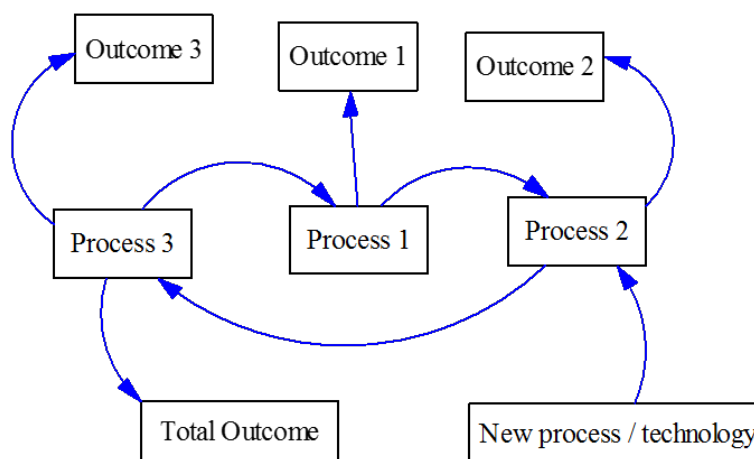 Outcome 3
Outcome 1
Outcome 2
Process 3
Process 1
Process 2
Total Outcome
New process / technology